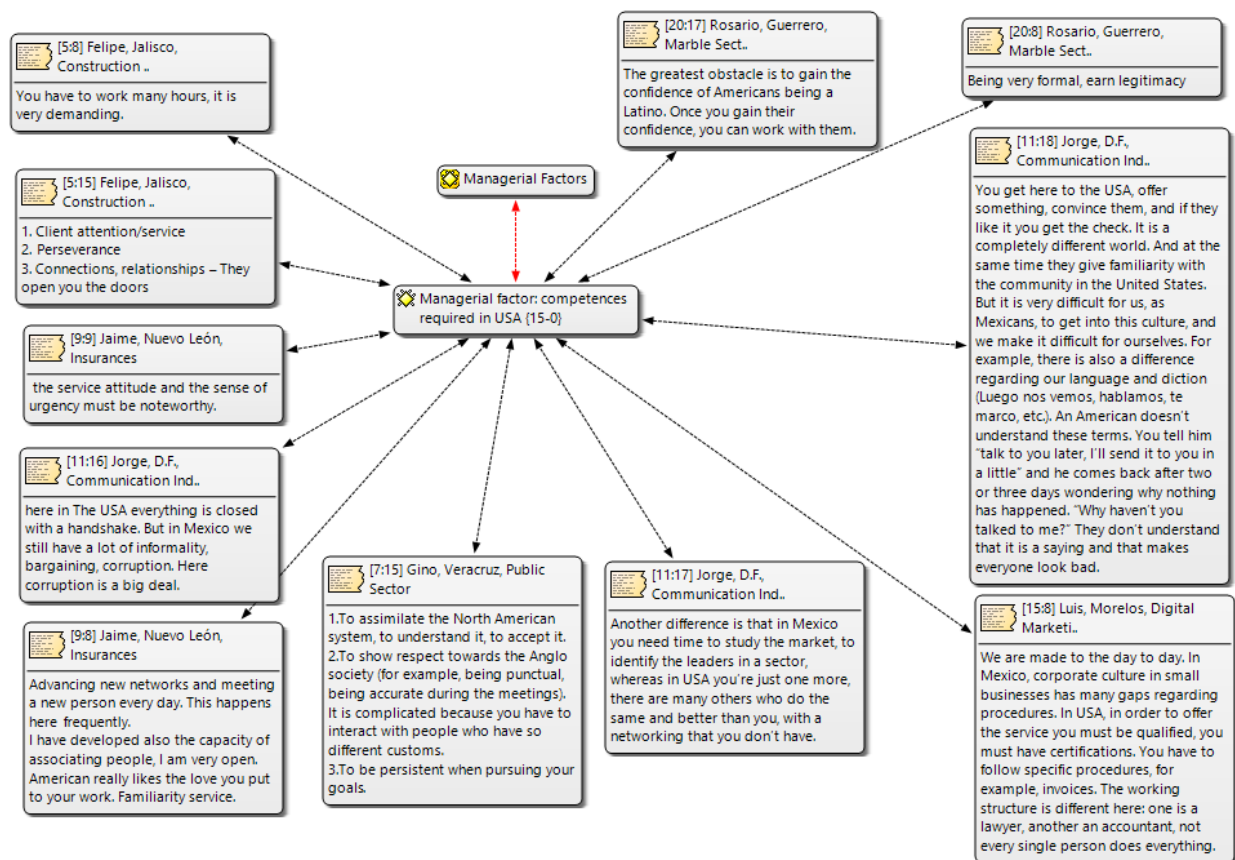 [5:8] Felipe, Jalisco,
Construction ..
You have to work many hours, it is
very demanding.
[20:17] Rosario, Guerrero,
Marble Sect..
The greatest obstacle is to gain the
confidence of Americans being a
Latino. Once you gain their
confidence, you can work with them.
[20:8] Rosario, Guerrero,
Marble Sect..
Being very formal, earn legitimacy
[5:15] Felipe, Jalisco,
Construction ..
1. Client attention/service
2. Perseverance
3. Connections, relationships – They
open you the doors
Managerial Factors
Managerial factor: competences
required in USA {15-0}
[11:18] Jorge, D.F.,
Communication Ind..
You get here to the USA, offer
something, convince them, and if they
like it you get the check. It is a
completely different world. And at the
same time they give familiarity with
the community in the United States.
But it is very difficult for us, as
Mexicans, to get into this culture, and
we make it difficult for ourselves. For
example, there is also a difference
regarding our language and diction
(Luego nos vemos, hablamos, te
marco, etc.). An American doesn't
understand these terms. You tell him
“talk to you later, I'll send it to you in
a little” and he comes back after two
or three days wondering why nothing
has happened. “Why haven't you
talked to me?” They don't understand
that it is a saying and that makes
everyone look bad.
[9:9] Jaime, Nuevo León,
Insurances
the service attitude and the sense of
urgency must be noteworthy.
[11:16] Jorge, D.F.,
Communication Ind..
here in The USA everything is closed
with a handshake. But in Mexico we
still have a lot of informality,
bargaining, corruption. Here
corruption is a big deal.
[9:8] Jaime, Nuevo León,
Insurances
Advancing new networks and meeting
a new person every day. This happens
here frequently.
I have developed also the capacity of
associating people, I am very open.
American really likes the love you put
to your work. Familiarity service.
[7:15] Gino, Veracruz, Public
Sector
1.To assimilate the North American
system, to understand it, to accept it.
2.To show respect towards the Anglo
society (for example, being punctual,
being accurate during the meetings).
It is complicated because you have to
interact with people who have so
different customs.
3.To be persistent when pursuing your
goals.
[11:17] Jorge, D.F.,
Communication Ind..
Another difference is that in Mexico
you need time to study the market, to
identify the leaders in a sector,
whereas in USA you're just one more,
there are many others who do the
same and better than you, with a
networking that you don't have.
[15:8] Luis, Morelos, Digital
Marketi..
We are made to the day to day. In
Mexico, corporate culture in small
businesses has many gaps regarding
procedures. In USA, in order to offer
the service you must be qualified, you
must have certifications. You have to
follow specific procedures, for
example, invoices. The working
structure is different here: one is a
lawyer, another an accountant, not
every single person does everything.